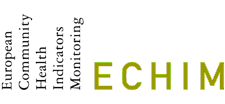 European
Community
Health
Indicators
Monitoring
ECHIM